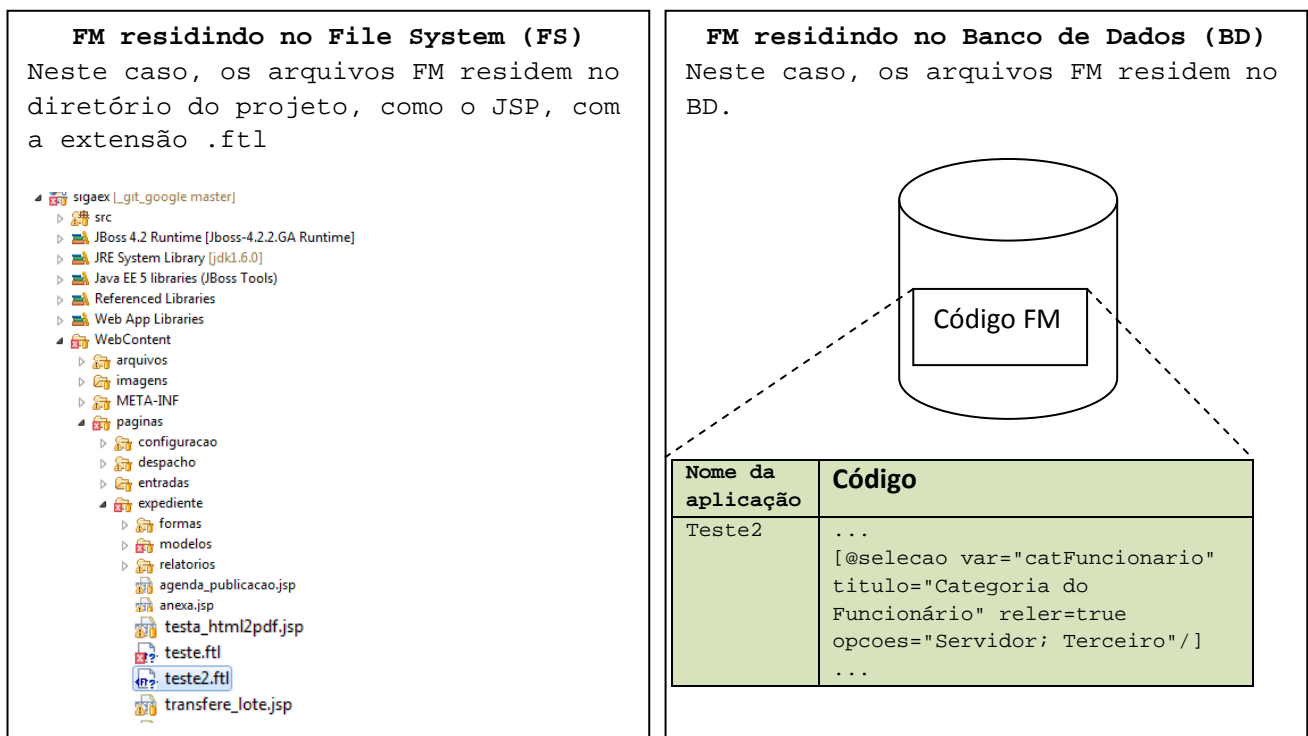 FM residindo no File System (FS)
Neste caso, os arquivos FM residem no
diretório do projeto, como o JSP, com
a extensão .ftl
sigaex [_git_google master]
src
JBoss 4.2 Runtime [Jboss-4.2.2.GA Runtime]
JRE System Library [jdk1.6.0]
Java EE 5 libraries (JBoss Tools)
Referenced Libraries
Web App Libraries
WebContent
arquivos
imagens
META-INF
paginas
configuracao
despacho
entradas
expediente
formas
modelos
relatorios
agenda_publicacao.jsp
anexa.jsp
testa_html2pdf.jsp
teste.ftl
teste2.ftl
transfere_lote.jsp
FM residindo no Banco de Dados (BD)
Neste caso, os arquivos FM residem no
BD.
Código FM
Nome da
aplicação
Código
Teste2
...
[@selecao var="catFuncionario"
titulo="Categoria do
Funcionário" reler=true
opcoes="Servidor; Terceiro"/]
...